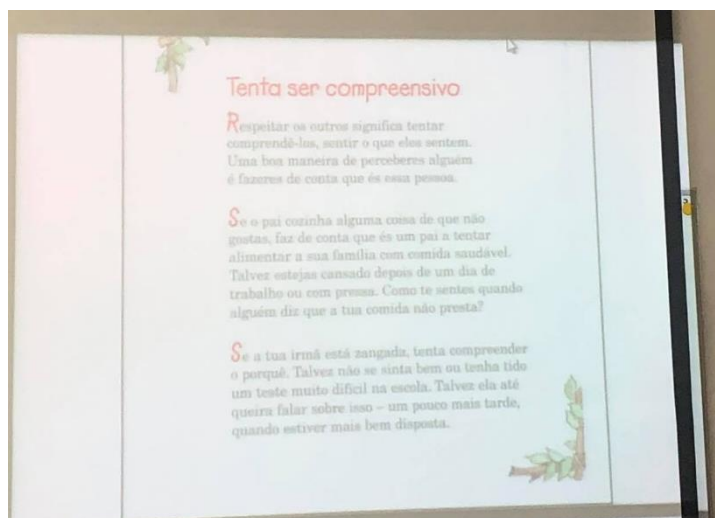 Tenta ser compreensivo
Respeitar os outros significa tentar
compreendê-los, sentir o que eles sentem.
Uma boa maneira de perceberes alguém
é fazeres de conta que és essa pessoa.
Se o pai cozinha alguma coisa de que não
gostas, faz de conta que és um pai a tentar
alimentar a sua família com comida saudável.
Talvez estejas cansado depois de um dia de
trabalho ou com pressa. Como te sentes quando
alguém diz que a tua comida não presta?
Se a tua irmã está zangada, tenta compreender
o porquê. Talvez não se sinta bem ou tenha tido
um teste muito difícil na escola. Talvez ela até
queira falar sobre isso – um pouco mais tarde,
quando estiver mais bem disposta.